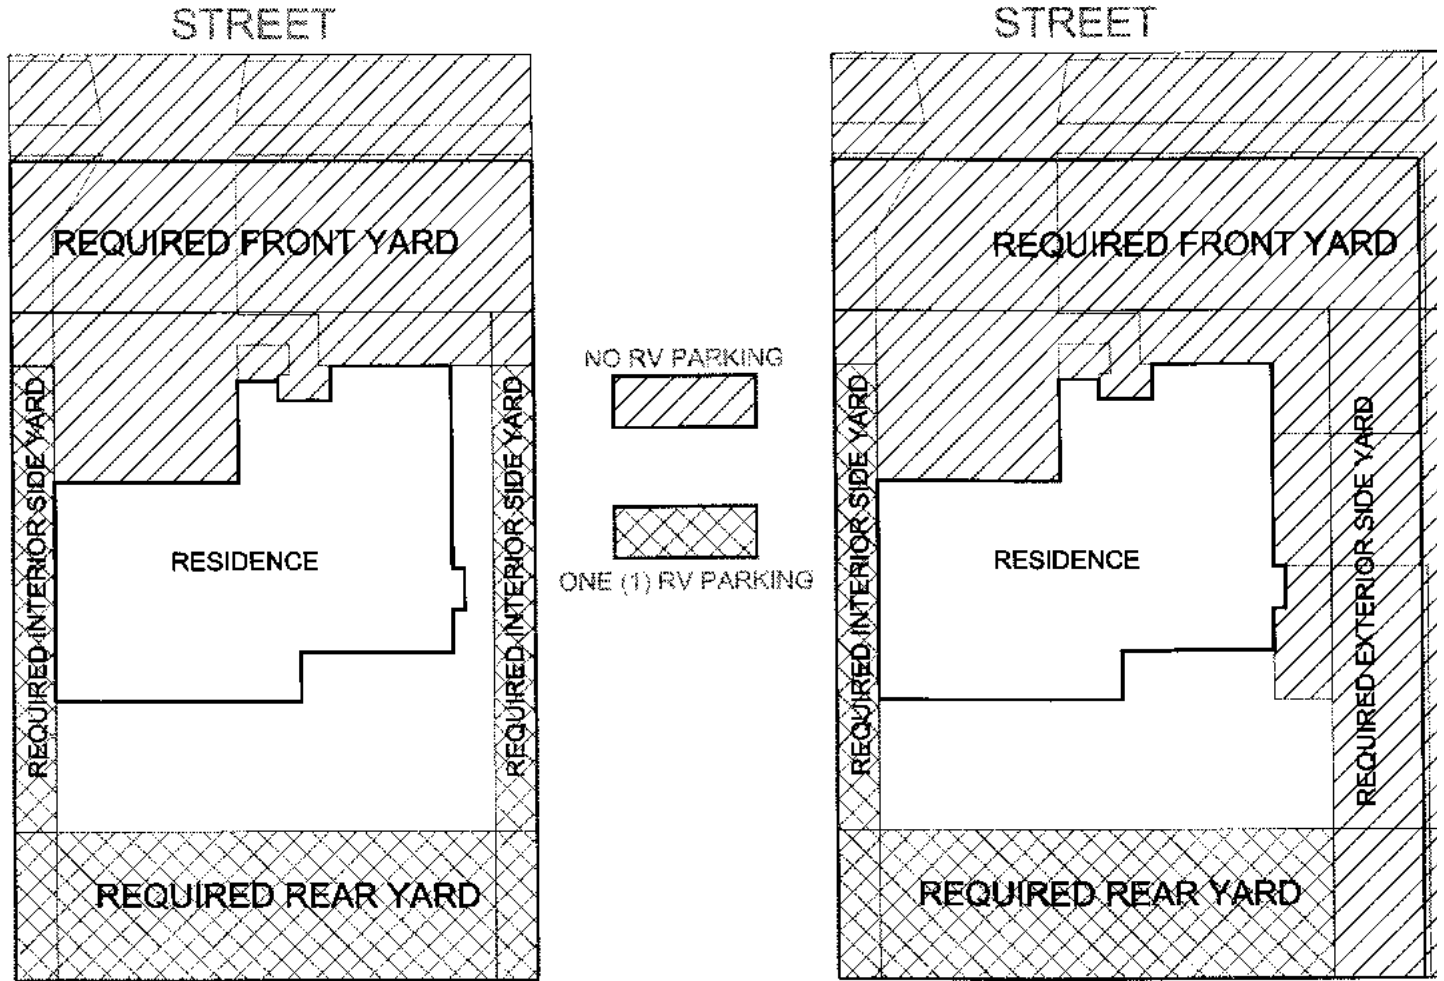 STREET
REQUIRED FRONT YARD
REQUIRED INTERIOR SIDE YARD
RESIDENCE
REQUIRED INTERIOR SIDE YARD
REQUIRED REAR YARD
NO RV PARKING
ONE (1) RV PARKING
STREET
REQUIRED FRONT YARD
REQUIRED INTERIOR SIDE YARD
RESIDENCE
REQUIRED EXTERIOR SIDE YARD
REQUIRED REAR YARD